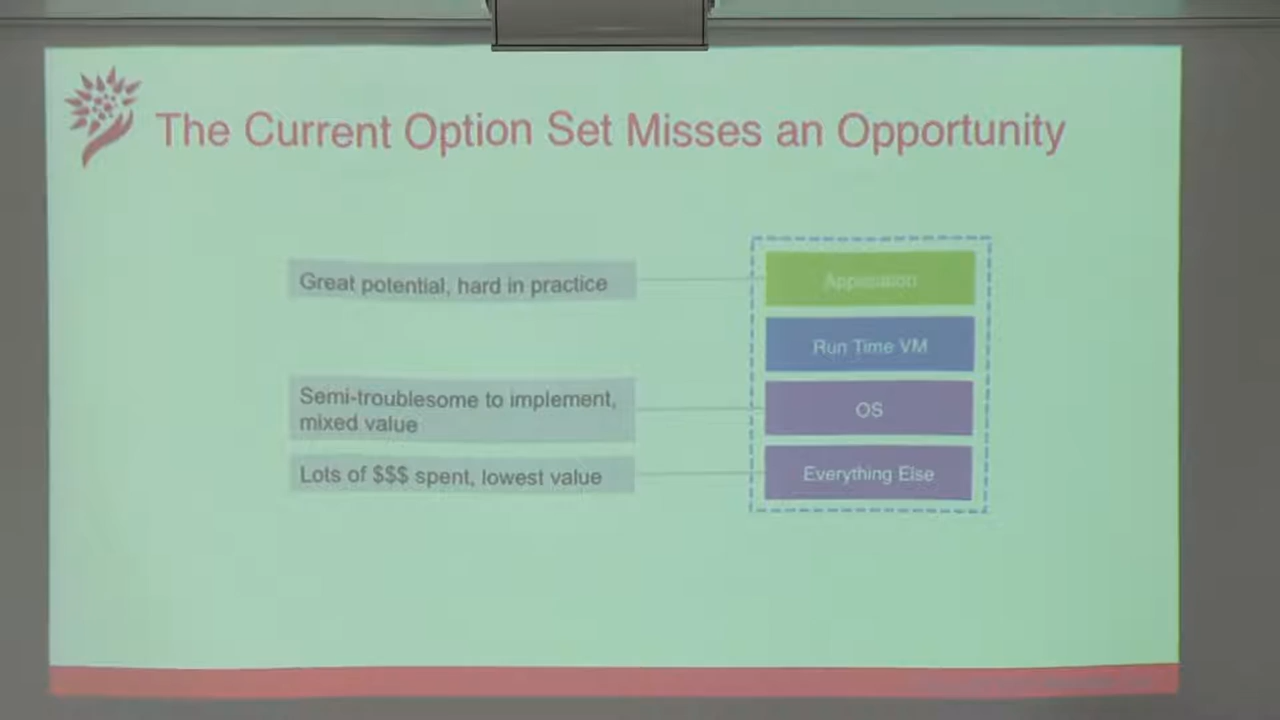 The Current Option Set Misses an Opportunity
Great potential, hard in practice
Application
Run Time VM
Semi-troublesome to implement,
mixed value
OS
Lots of $$$ spent, lowest value
Everything Else